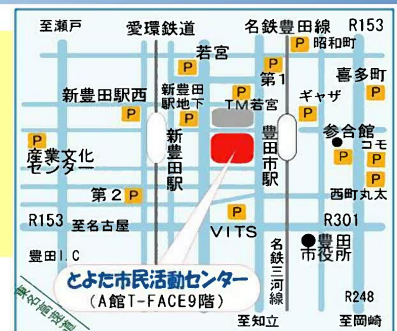 至瀬戸
愛環鉄道
名鉄豊田線
R153
昭和町
P
若宮
P
第1
P
喜多町
P
新豊田駅西
P
新豊田
駅地下
P
P
TM若宮
ギャザ
P
参合館
P
コモ
P
P
西町丸太
P
産業文化
センター
新豊田駅
豊田市駅
第2
P
R153
至名古屋
P
VITS
R301
豊田
市役所
豊田I.C
名鉄三河線
とよた市民活動センター
(A館T-FACE9階)
東名高速道
至知立
R248
至岡崎